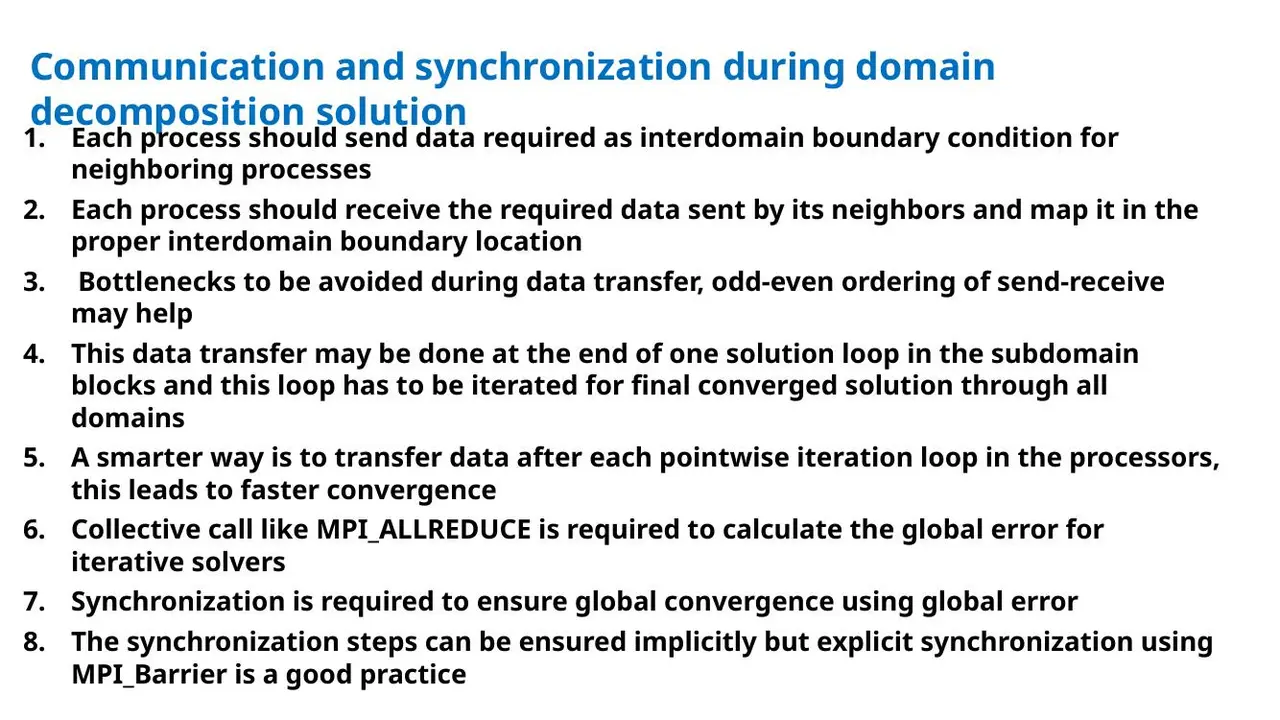 Communication and synchronization during domain
decomposition solution
1. Each process should send data required as interdomain boundary condition for
neighboring processes
2. Each process should receive the required data sent by its neighbors and map it in the
proper interdomain boundary location
3. Bottlenecks to be avoided during data transfer, odd-even ordering of send-receive
may help
4. This data transfer may be done at the end of one solution loop in the subdomain
blocks and this loop has to be iterated for final converged solution through all
domains
5. A smarter way is to transfer data after each pointwise iteration loop in the processors,
this leads to faster convergence
6. Collective call like MPI_ALLREDUCE is required to calculate the global error for
iterative solvers
7. Synchronization is required to ensure global convergence using global error
8. The synchronization steps can be ensured implicitly but explicit synchronization using
MPI_Barrier is a good practice